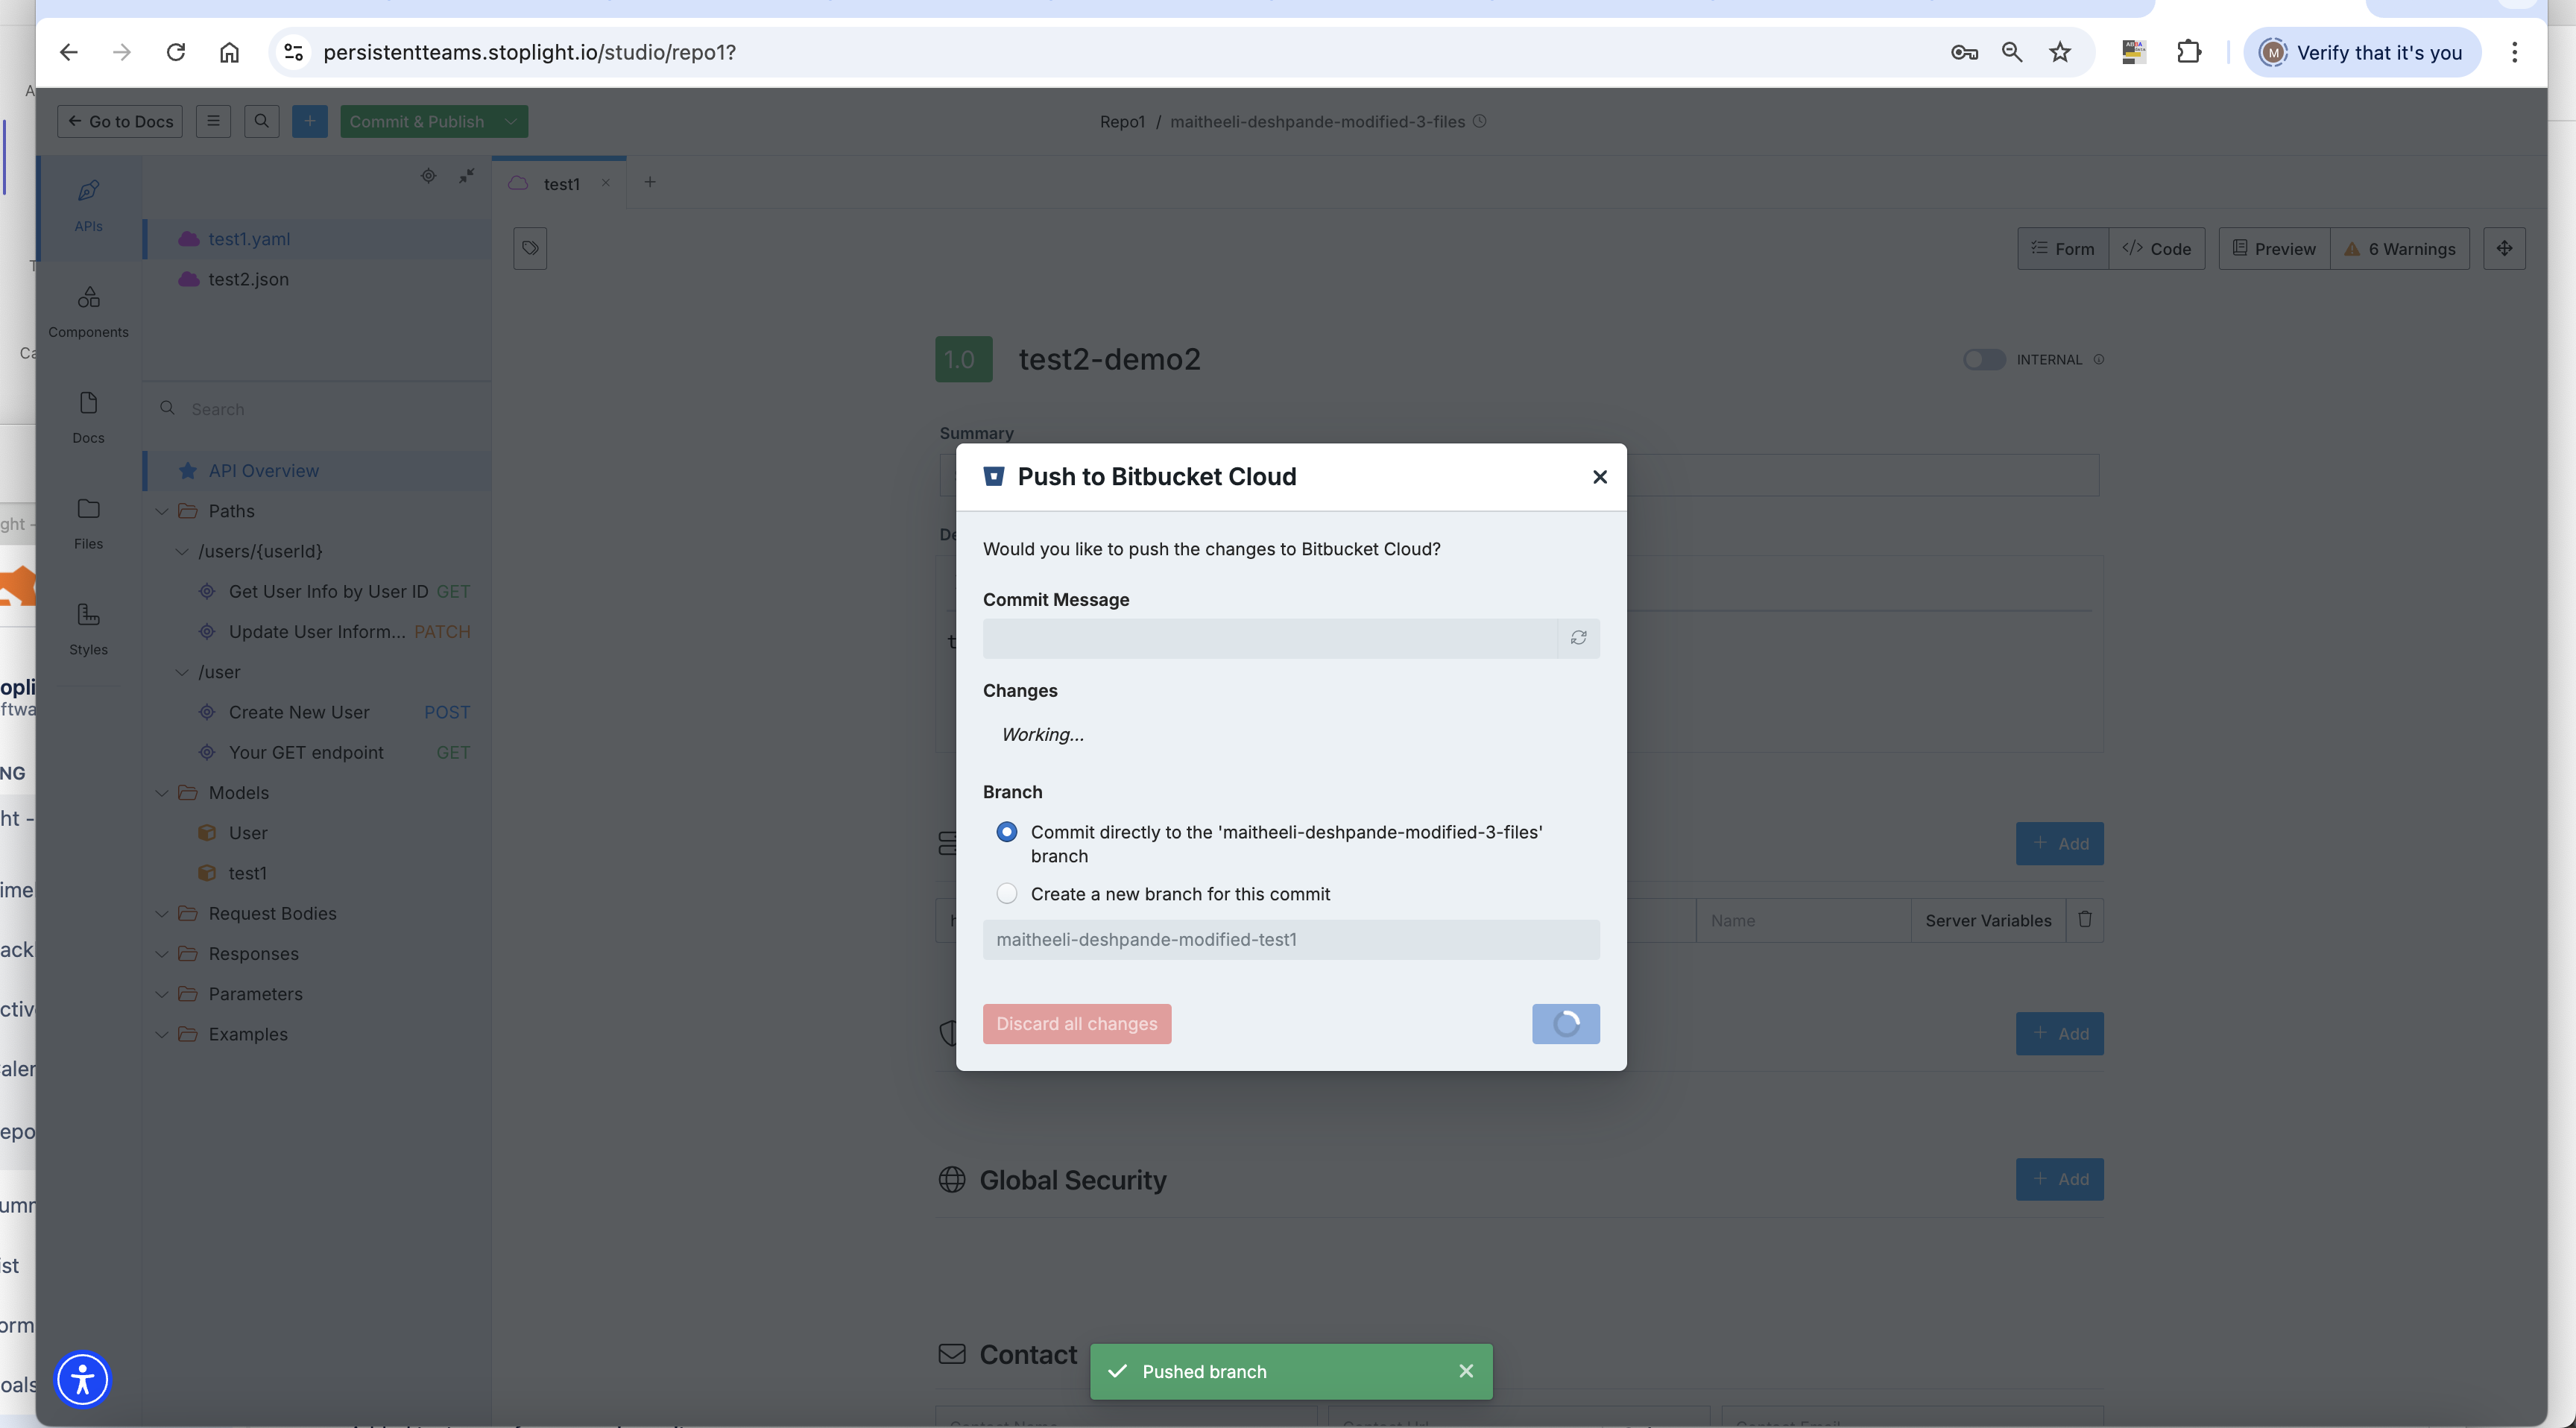 persistentteams.stoplight.io/studio/repo1?
Verify that it's you
M
Go to Docs
Commit & Publish
Repo1 / maitheeli-deshpande-modified-3-files
APIs
Components
Docs
Files
Styles
test1.yaml
test2.json
Search
API Overview
Paths
/users/{userId}
Get User Info by User ID GET
Update User Inform... PATCH
/user
Create New User POST
Your GET endpoint GET
Models
User
test1
Request Bodies
Responses
Parameters
Examples
test1
Form
Code
Preview
6 Warnings
1.0 test2-demo2
INTERNAL
Summary
Push to Bitbucket Cloud
Would you like to push the changes to Bitbucket Cloud?
Commit Message
Changes
Working...
Branch
Commit directly to the 'maitheeli-deshpande-modified-3-files'
branch
Create a new branch for this commit
maitheeli-deshpande-modified-test1
Discard all changes
Add
Name
Server Variables
Add
Global Security
Add
Contact
Pushed branch